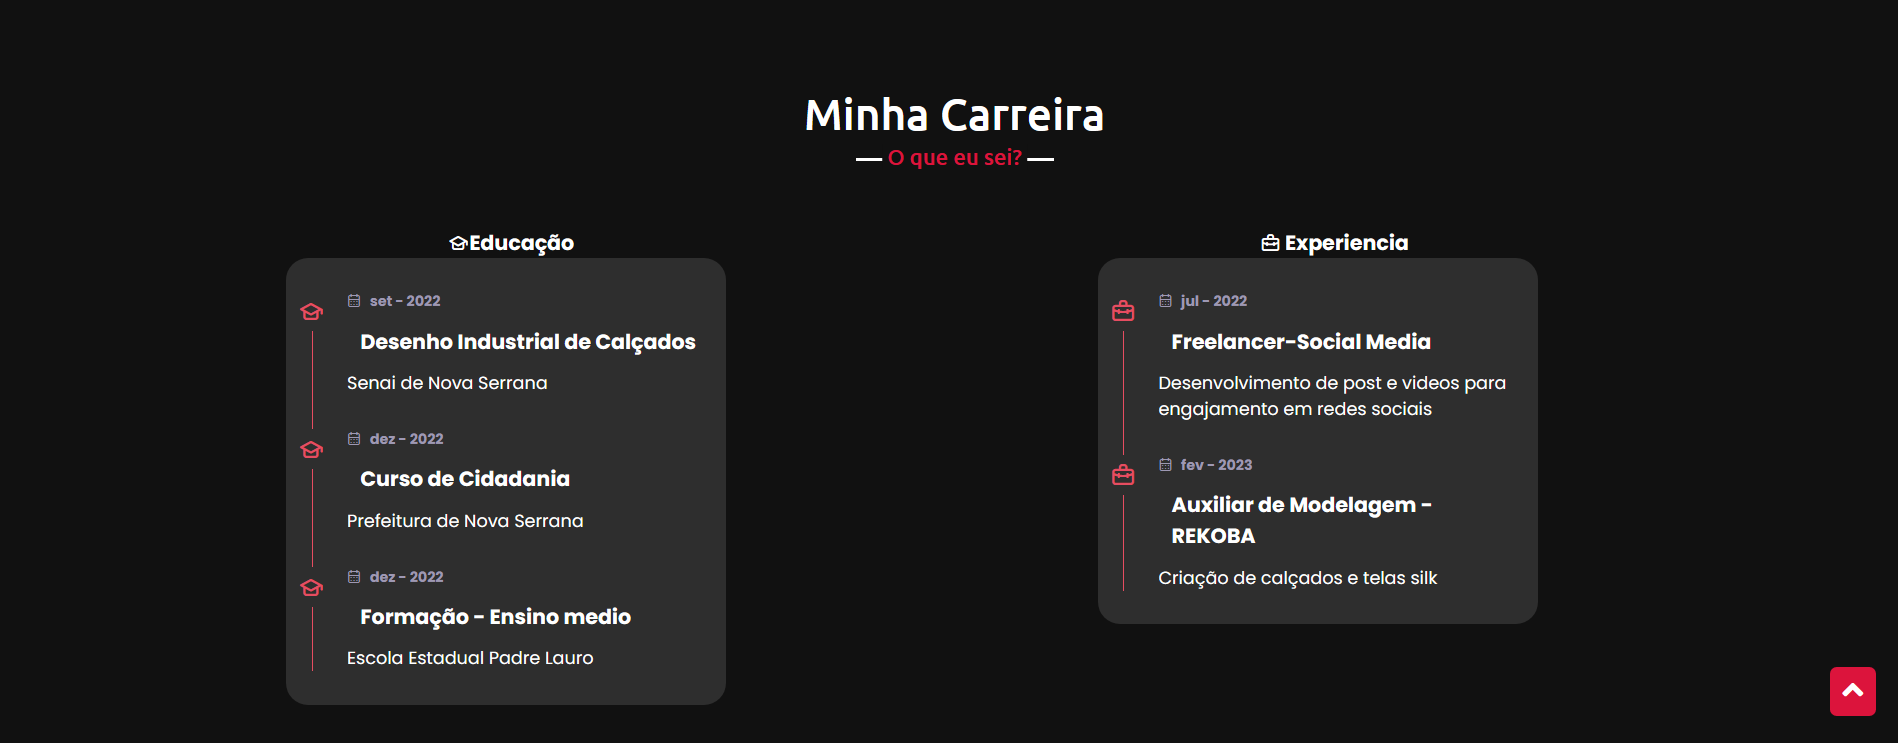 Minha Carreira
O que eu sei?
Educação
set - 2022
Desenho Industrial de Calçados
Senai de Nova Serrana
dez - 2022
Curso de Cidadania
Prefeitura de Nova Serrana
dez - 2022
Formação - Ensino medio
Escola Estadual Padre Lauro
Experiencia
jul - 2022
Freelancer-Social Media
Desenvolvimento de post e videos para
engajamento em redes sociais
fev - 2023
Auxiliar de Modelagem -
REKOBA
Criação de calçados e telas silk